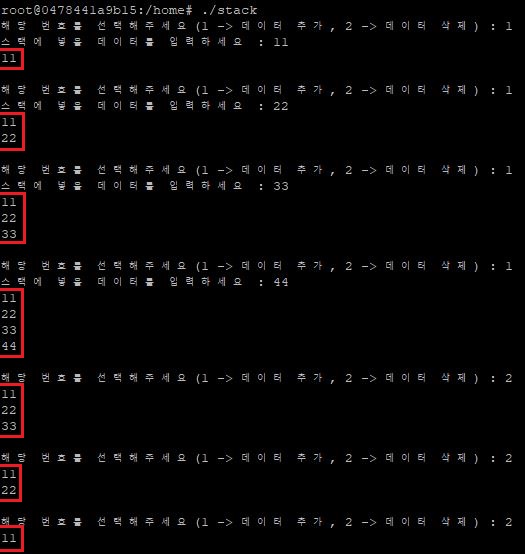 root@0478441a9b15:/home# ./stack
해당 번호를 선택해주세요(1 -> 데이터 추가, 2 -> 데이터 삭제) : 1
스택에 넣을 데이터를 입력하세요 : 11
11
해당 번호를 선택해주세요(1 -> 데이터 추가, 2 -> 데이터 삭제) : 1
스택에 넣을 데이터를 입력하세요 : 22
11
22
해당 번호를 선택해주세요(1 -> 데이터 추가, 2 -> 데이터 삭제) : 1
스택에 넣을 데이터를 입력하세요 : 33
11
22
33
해당 번호를 선택해주세요(1 -> 데이터 추가, 2 -> 데이터 삭제) : 1
스택에 넣을 데이터를 입력하세요 : 44
11
22
33
44
해당 번호를 선택해주세요(1 -> 데이터 추가, 2 -> 데이터 삭제) : 2
11
22
33
해당 번호를 선택해주세요(1 -> 데이터 추가, 2 -> 데이터 삭제) : 2
11
22
해당 번호를 선택해주세요(1 -> 데이터 추가, 2 -> 데이터 삭제) : 2
11